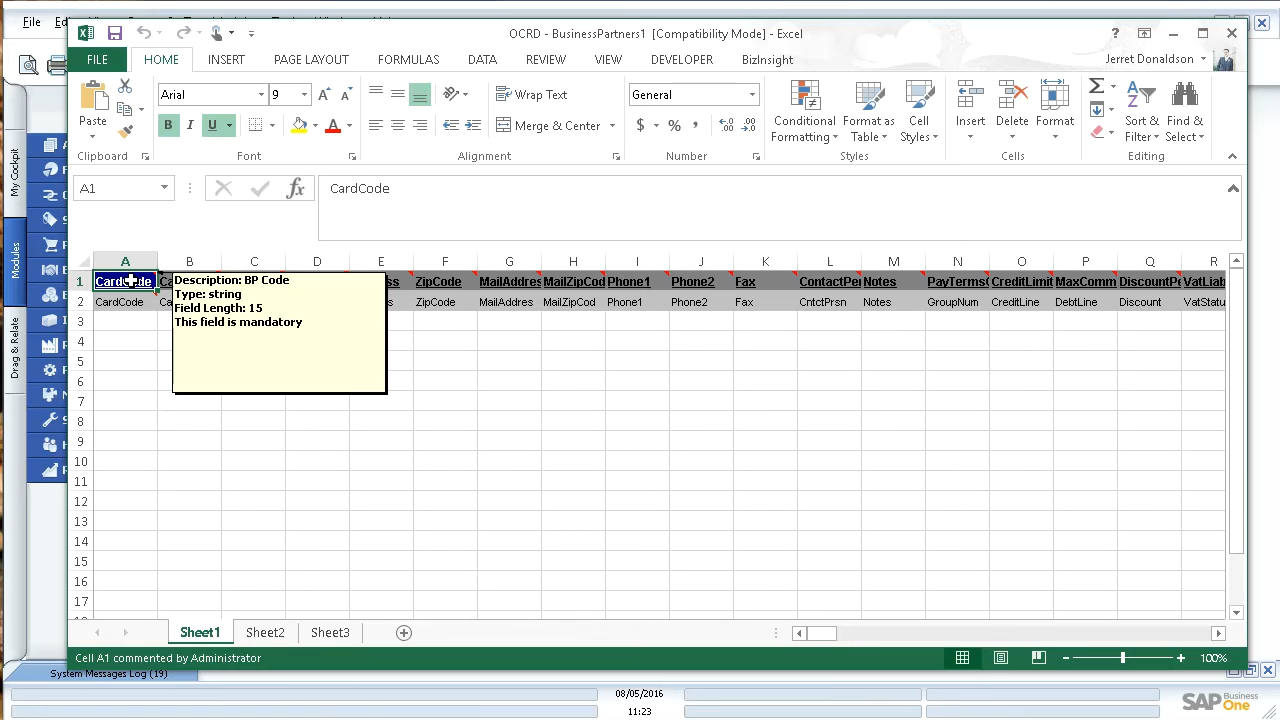 File
OCRD - BusinessPartners1 [Compatibility Mode] - Excel
?
FILE HOME INSERT PAGE LAYOUT FORMULAS DATA REVIEW VIEW DEVELOPER Bizinsight Jerret Donaldson
Paste
Clipboard
Arial 9
B I U
Font
Wrap Text
Merge & Center
Alignment
General
$ % ,
Number
Conditional Formatting
Format as Table
Cell Styles
Styles
Insert Delete Format
Cells
Sort & Filter
Find & Select
Editing
My Cockpit
Modules
Drag & Relate
A1 fx CardCode
A B C D E F G H I J K L M N O P Q R
1 CardCode ZipCode MailAddres MailZipCod Phone1 Phone2 Fax ContactPe Notes PayTerms CreditLimit MaxComm DiscountPe VatLiab
2 CardCode ZipCode MailAddres MailZipCod Phone1 Phone2 Fax CntctPrsn Notes GroupNum CreditLine DebtLine Discount VatStatu
Description: BP Code
Type: string
Field Length: 15
This field is mandatory
3
4
5
6
7
8
9
10
11
12
13
14
15
16
17
Sheet1 Sheet2 Sheet3
Cell A1 commented by Administrator 100%
System Messages Log (19)
08/05/2016
11:23
SAP Business One